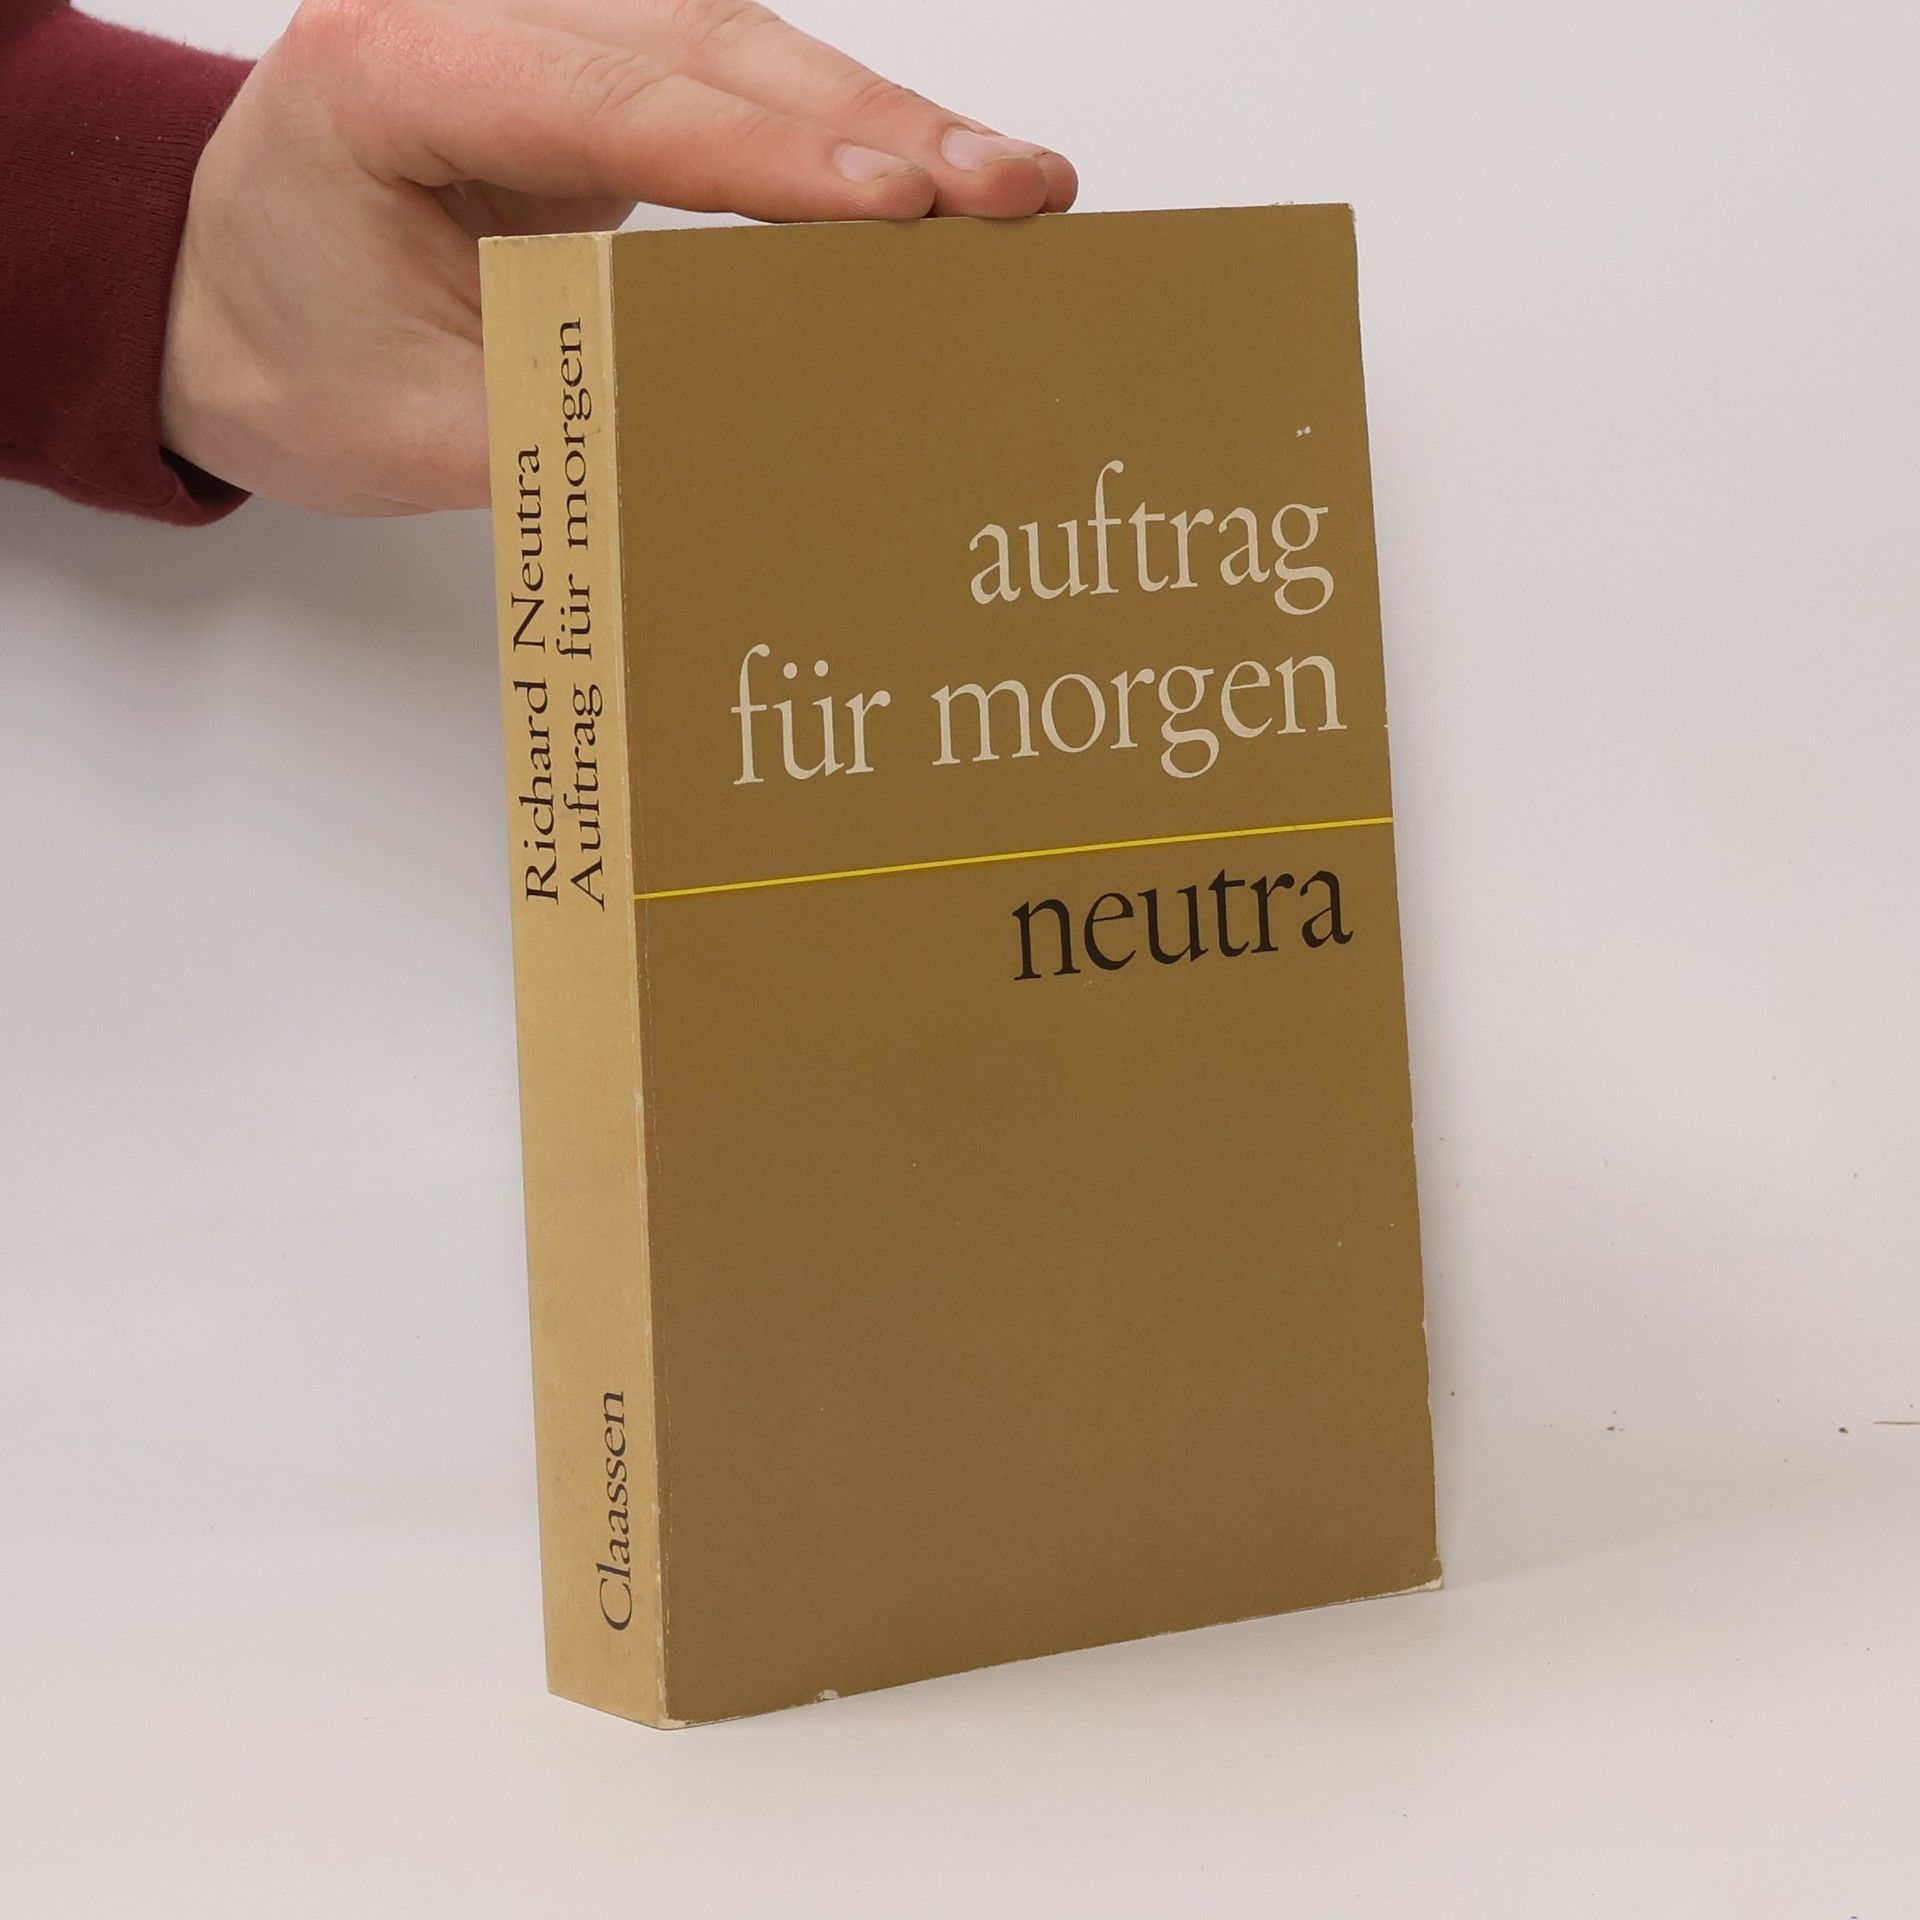 Richard Neutra
Auftrag für morgen
Claassen
auftrag
für morgen
neutra